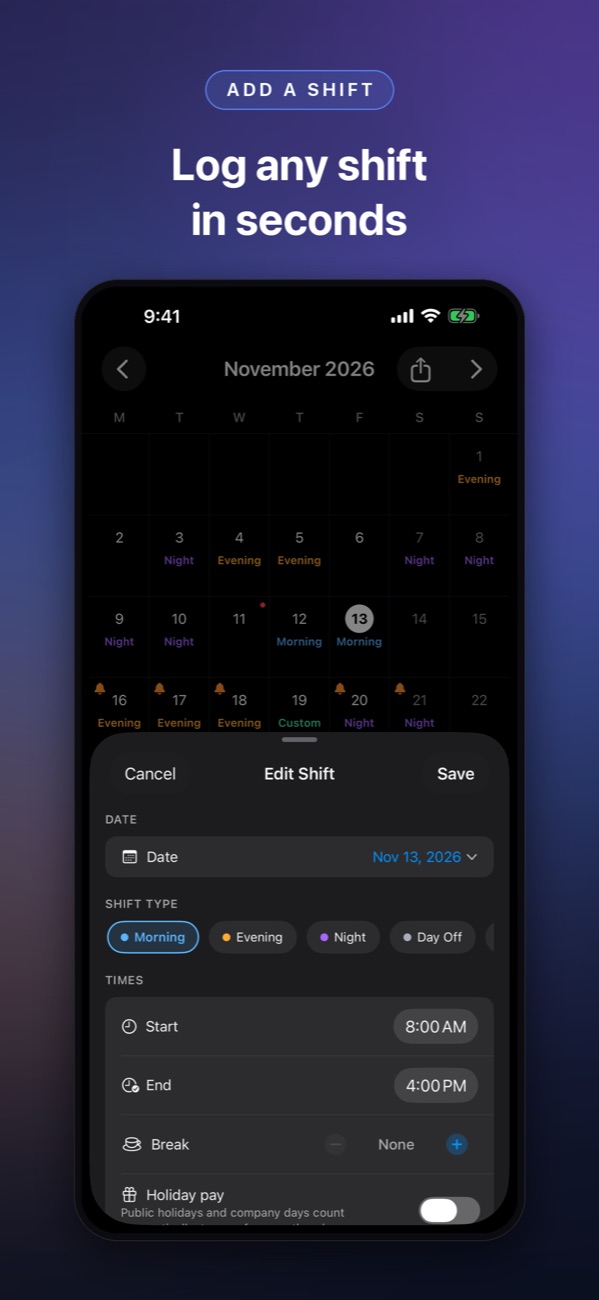 ADD A SHIFT
Log any shift
in seconds
9:41
November 2026
M T W T F S S
1
Evening
2 3 4 5 6 7 8
Night Evening Evening Night Night
9 10 11 12 13 14 15
Night Night Morning Morning
16 17 18 19 20 21 22
Evening Evening Evening Custom Night Night
Cancel Edit Shift Save
DATE
Date Nov 13, 2026
SHIFT TYPE
Morning Evening Night Day Off
TIMES
Start 8:00 AM
End 4:00 PM
Break None
Holiday pay
Public holidays and company days count